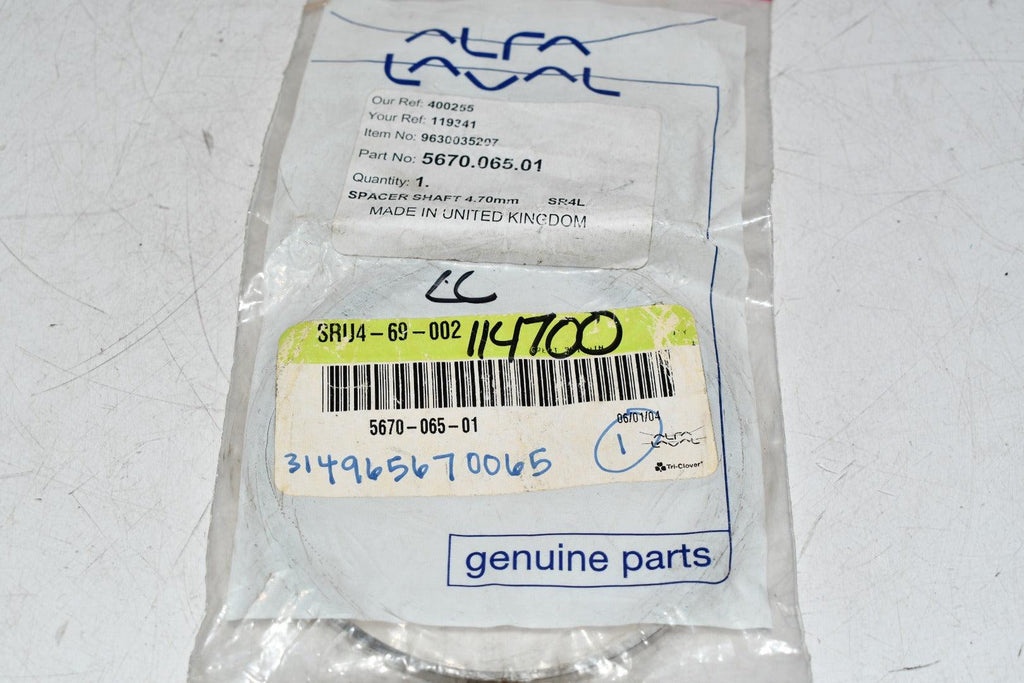 ALFA
LAVAL
Our Ref: 400255
Your Ref: 119341
Item No: 9630035207
Part No: 5670.065.01
Quantity: 1.
SPACER SHAFT 4.70mm SR4L
MADE IN UNITED KINGDOM
LC
SRU4-69-002 114700
5670-065-01
06/01/04
314965670065
1
ALFA
LAVAL
Tri-Clover
genuine parts